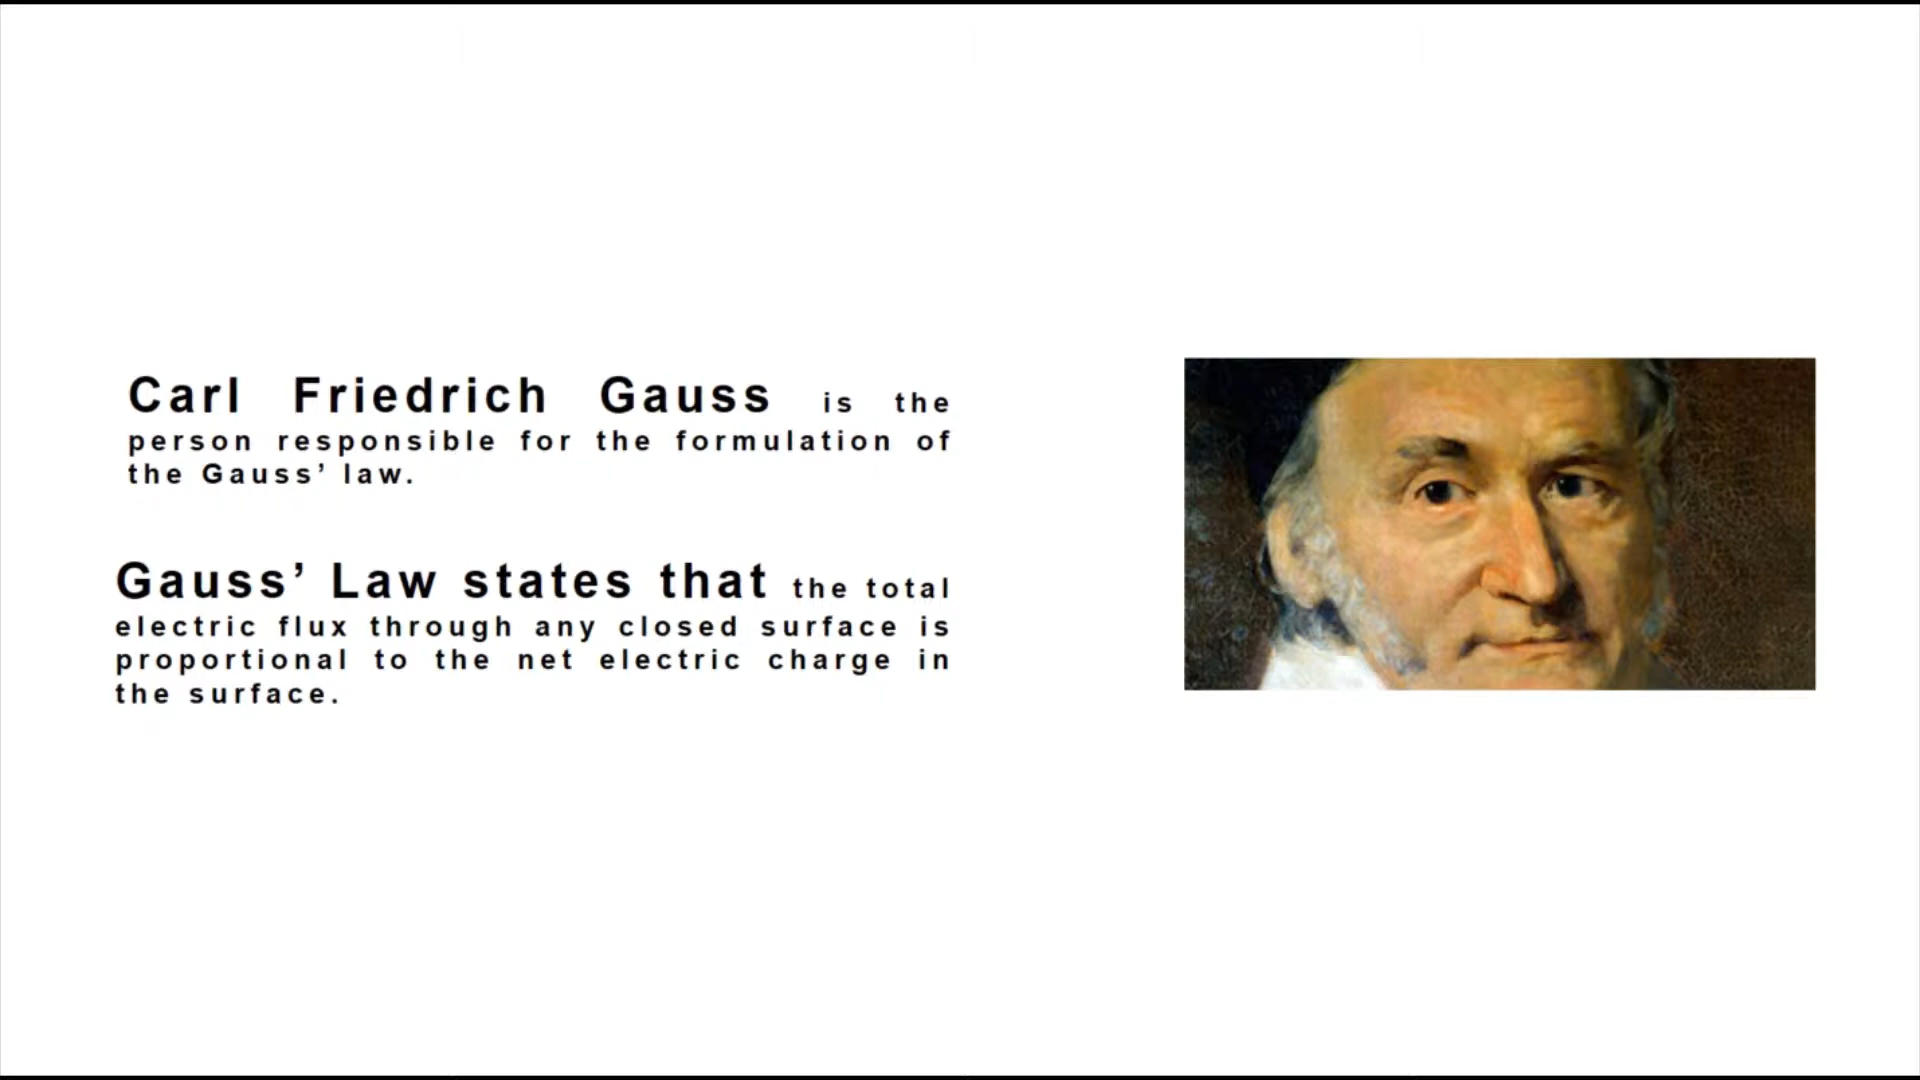 Carl Friedrich Gauss is the
person responsible for the formulation of
the Gauss’ law.
Gauss’ Law states that the total
electric flux through any closed surface is
proportional to the net electric charge in
the surface.